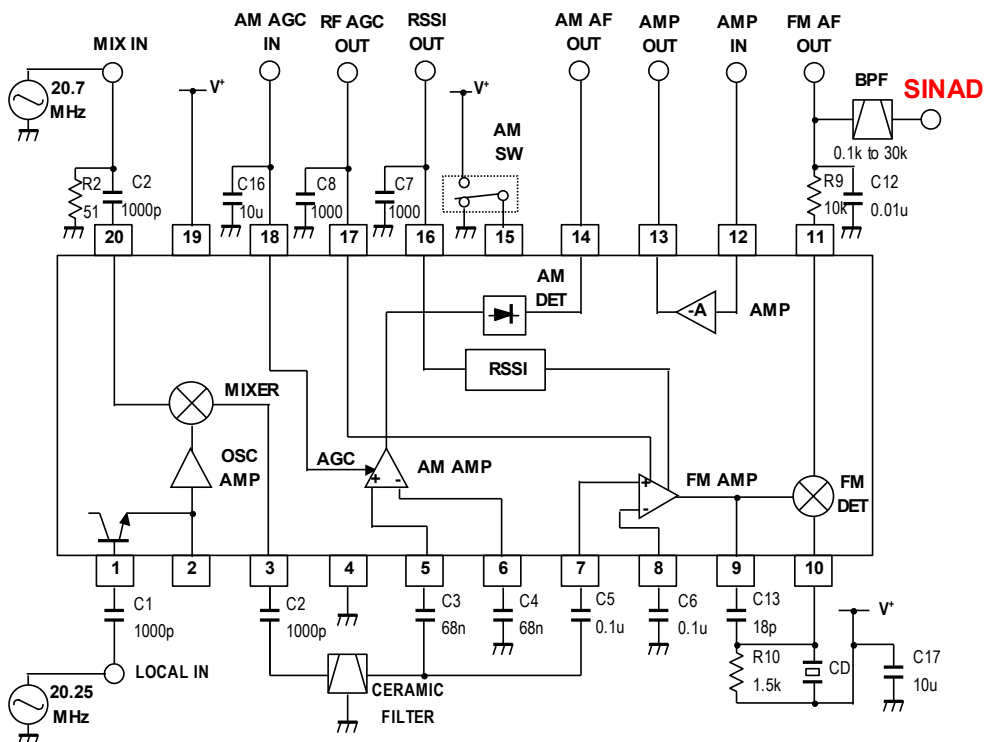 AM AGC IN
RF AGC OUT
RSSI OUT
AM AF OUT
AMP OUT
AMP IN
FM AF OUT
MIX IN
20.7 MHz
V+
V+
AM SW
BPF
SINAD
0.1k to 30k
R2 51
C2 1000p
C16 10u
C8 1000
C7 1000
R9 10k
C12 0.01u
20
19
18
17
16
15
14
13
12
11
AM DET
-A
AMP
RSSI
MIXER
OSC AMP
AGC
+ -
AM AMP
+ -
FM AMP
FM DET
1
2
3
4
5
6
7
8
9
10
C1 1000p
C2 1000p
C3 68n
C4 68n
C5 0.1u
C6 0.1u
C13 18p
V+
R10 1.5k
CD
C17 10u
LOCAL IN
20.25 MHz
CERAMIC FILTER